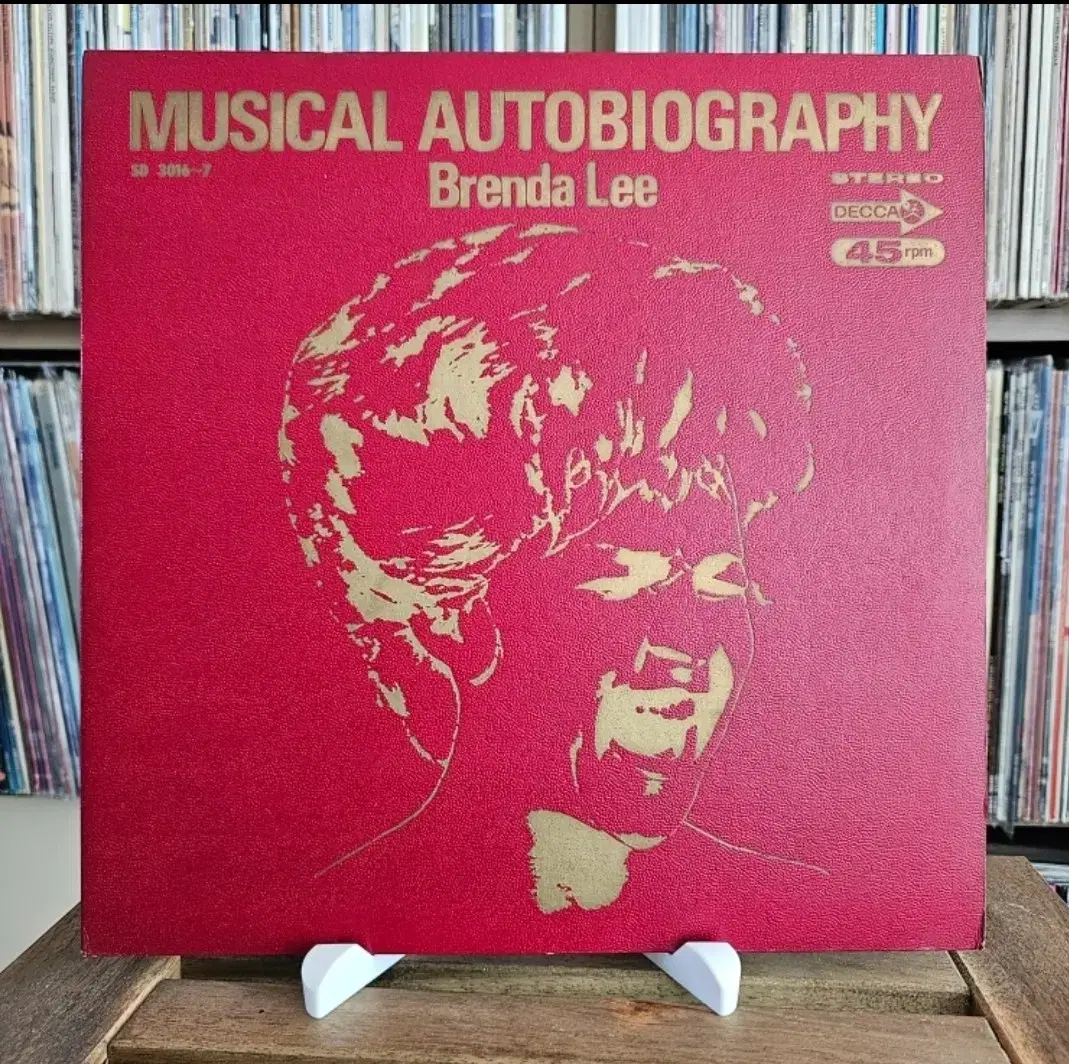 MUSICAL AUTOBIOGRAPHY
SD 3016~7
Brenda Lee
STEREO
DECCA
45 rpm